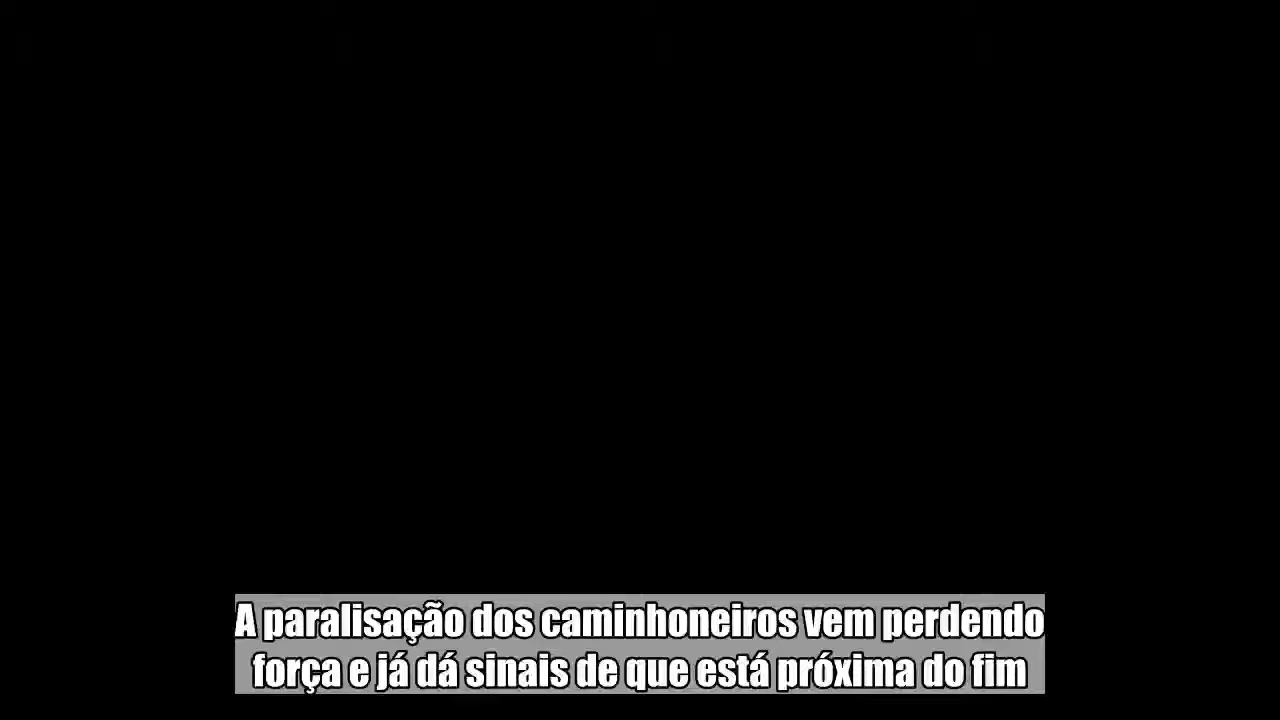 A paralisação dos caminhoneiros vem perdendo
força e já dá sinais de que está próxima do fim